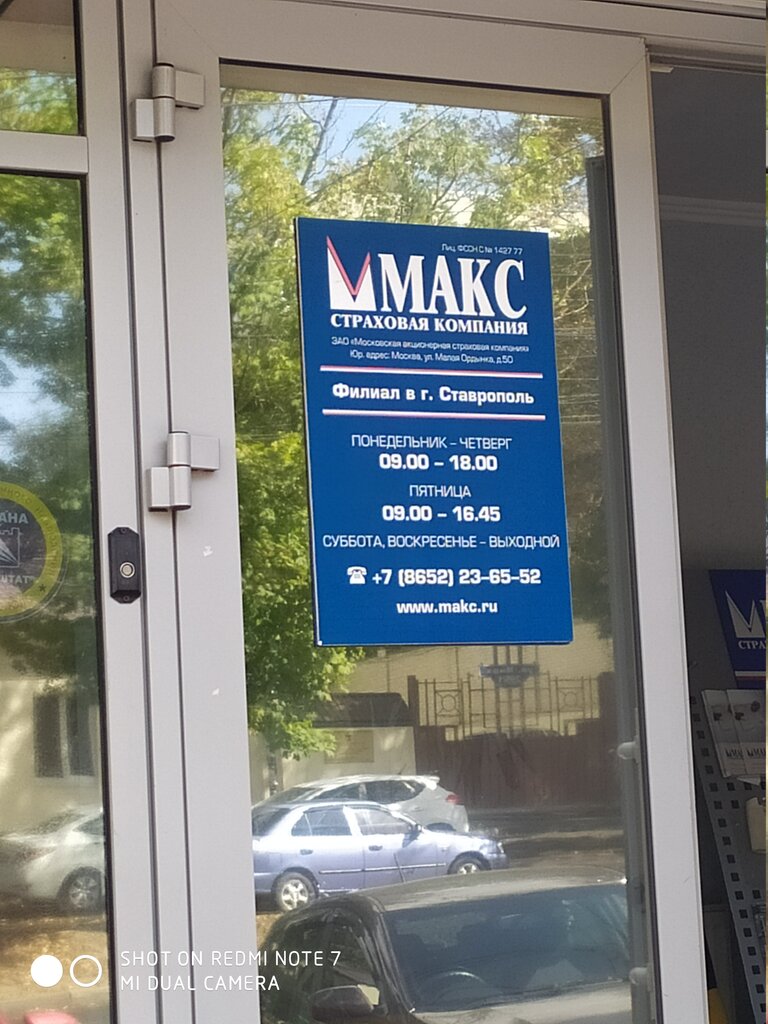 Лиц. ФССН С № 1427 77
МАКС
СТРАХОВАЯ КОМПАНИЯ
ЗАО «Московская акционерная страховая компания»
Юр. адрес: Москва, ул. Малая Ордынка, д.50
Филиал в г. Ставрополь
ПОНЕДЕЛЬНИК – ЧЕТВЕРГ
09.00 – 18.00
ПЯТНИЦА
09.00 – 16.45
СУББОТА, ВОСКРЕСЕНЬЕ – ВЫХОДНОЙ
+7 (8652) 23-65-52
www.makc.ru
SHOT ON REDMI NOTE 7
MI DUAL CAMERA